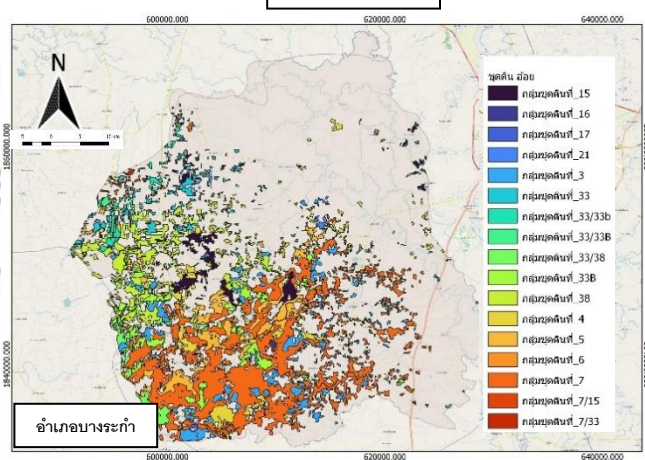 600000.000 620000.000 640000.000
N
5 0 5 10 km
1860000.000
1840000.000
ชุดดิน อ้อย
กลุ่มชุดดินที่_15
กลุ่มชุดดินที่_16
กลุ่มชุดดินที่_17
กลุ่มชุดดินที่_21
กลุ่มชุดดินที่_3
กลุ่มชุดดินที่_33
กลุ่มชุดดินที่_33/33b
กลุ่มชุดดินที่_33/33B
กลุ่มชุดดินที่_33/38
กลุ่มชุดดินที่_33B
กลุ่มชุดดินที่_38
กลุ่มชุดดินที่_4
กลุ่มชุดดินที่_5
กลุ่มชุดดินที่_6
กลุ่มชุดดินที่_7
กลุ่มชุดดินที่_7/15
กลุ่มชุดดินที่_7/33
อำเภอบางระกำ
600000.000 620000.000 640000.000